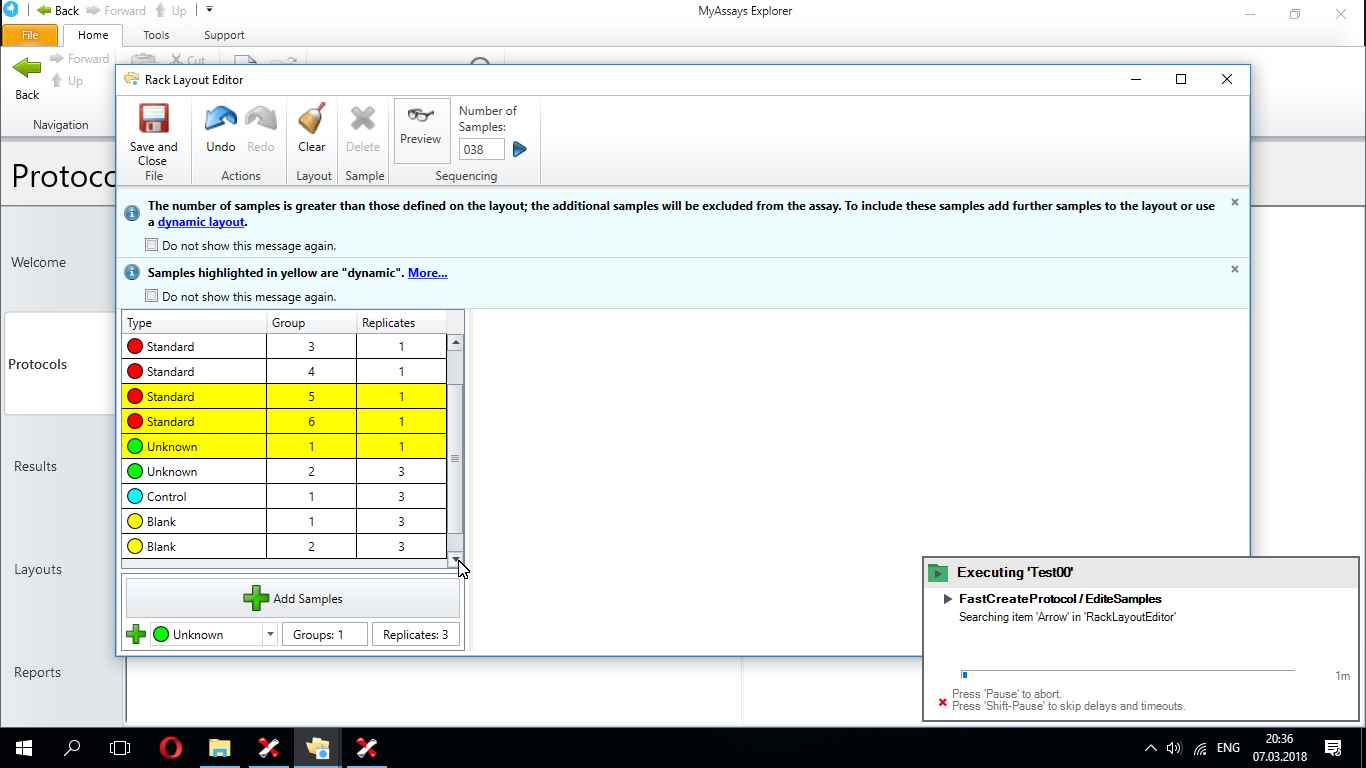 Back Forward Up
MyAssays Explorer
File Home Tools Support
Back
Forward
Up
Cut
Navigation
Rack Layout Editor
Save and Close
File
Undo Redo
Actions
Clear
Layout
Delete
Sample
Preview
Number of Samples:
038
Sequencing
The number of samples is greater than those defined on the layout; the additional samples will be excluded from the assay. To include these samples add further samples to the layout or use
a dynamic layout.
Do not show this message again.
Samples highlighted in yellow are "dynamic". More...
Do not show this message again.
Type Group Replicates
Standard 3 1
Standard 4 1
Standard 5 1
Standard 6 1
Unknown 1 1
Unknown 2 3
Control 1 3
Blank 1 3
Blank 2 3
Add Samples
Unknown Groups: 1 Replicates: 3
Welcome
Protocols
Results
Layouts
Reports
Executing 'Test00'
FastCreateProtocol / EditeSamples
Searching item 'Arrow' in 'RackLayoutEditor'
1m
Press 'Pause' to abort.
Press 'Shift-Pause' to skip delays and timeouts.
ENG
20:36
07.03.2018